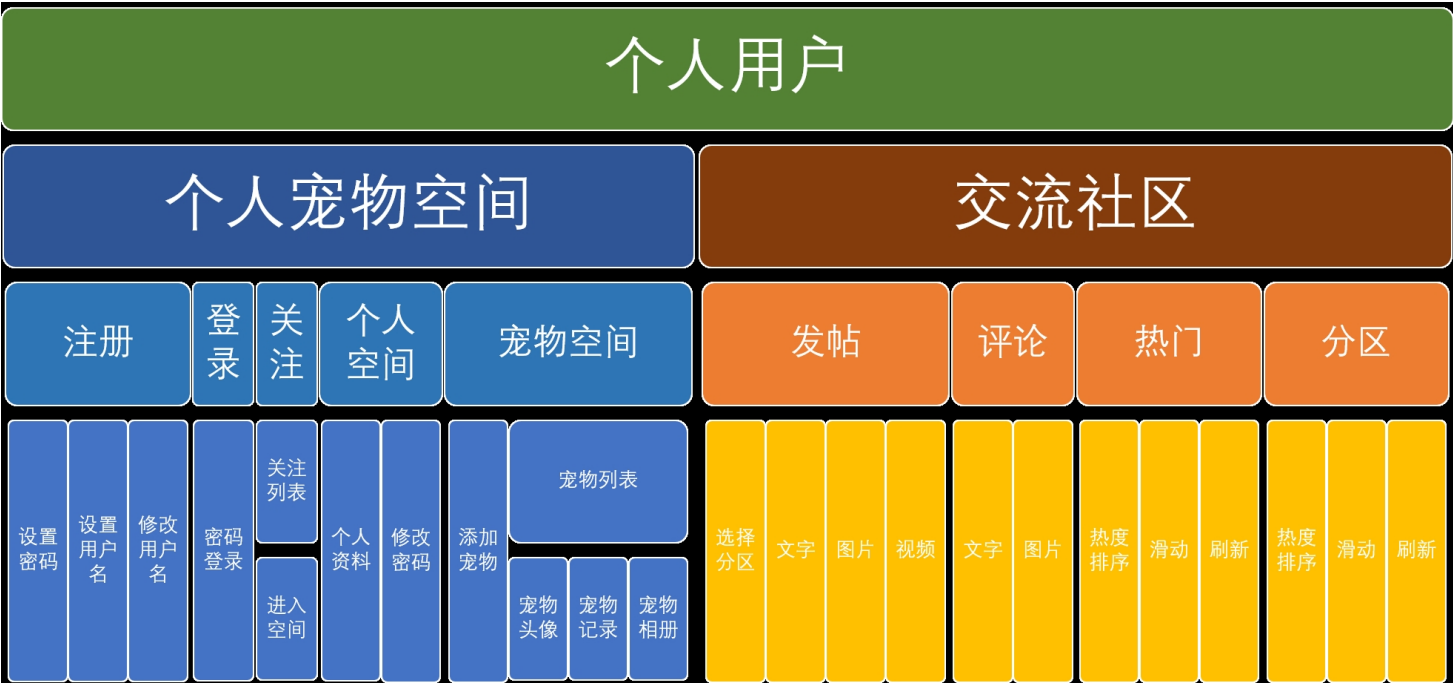 个人用户
个人宠物空间
交流社区
注册
登
录
关
注
个人
空间
宠物空间
发帖
评论
热门
分区
设置
密码
设置
用户
名
修改
用户
名
密码
登录
关注
列表
进入
空间
个人
资料
修改
密码
添加
宠物
宠物列表
宠物
头像
宠物
记录
宠物
相册
选择
分区
文字
图片
视频
文字
图片
热度
排序
滑动
刷新
热度
排序
滑动
刷新